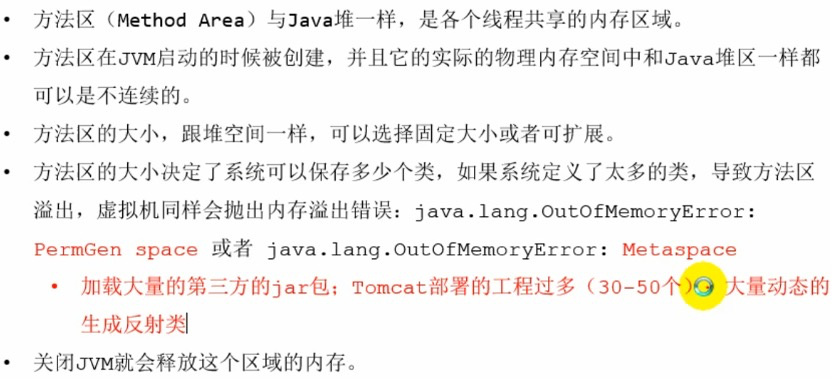 • 方法区（Method Area）与Java堆一样，是各个线程共享的内存区域。
• 方法区在JVM启动的时候被创建，并且它的实际的物理内存空间中和Java堆区一样都
可以是不连续的。
• 方法区的大小，跟堆空间一样，可以选择固定大小或者可扩展。
• 方法区的大小决定了系统可以保存多少个类，如果系统定义了太多的类，导致方法区
溢出，虚拟机同样会抛出内存溢出错误：java.lang.OutOfMemoryError:
PermGen space 或者 java.lang.OutOfMemoryError: Metaspace
• 加载大量的第三方的jar包；Tomcat部署的工程过多（30-50个） 大量动态的
生成反射类
• 关闭JVM就会释放这个区域的内存。